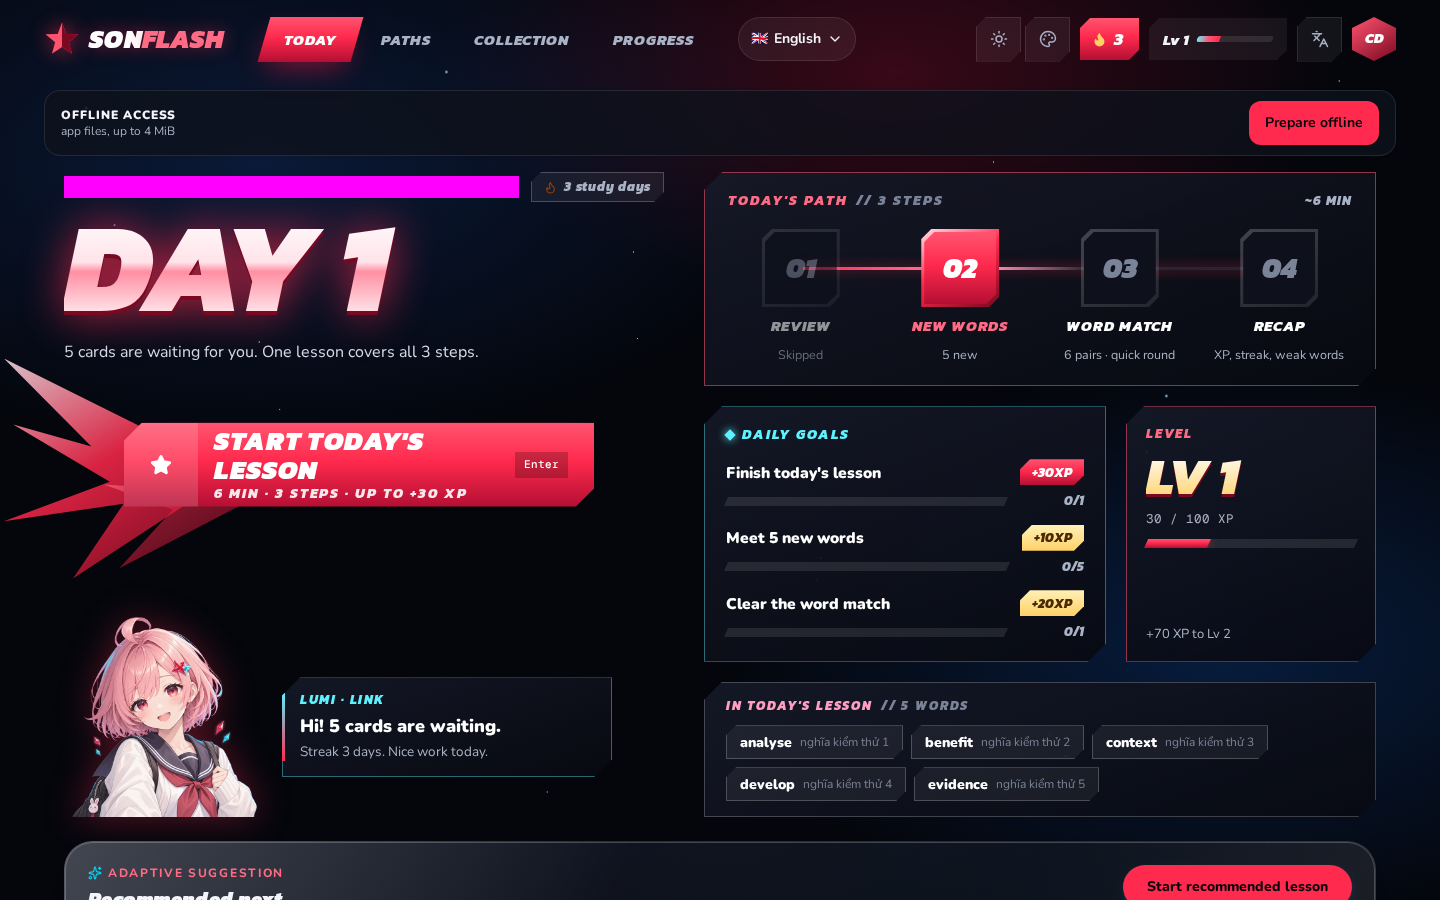 SONFLASH
TODAY
PATHS
COLLECTION
PROGRESS
🇬🇧 English
3
Lv 1
CD
OFFLINE ACCESS
app files, up to 4 MiB
Prepare offline
3 study days
DAY 1
5 cards are waiting for you. One lesson covers all 3 steps.
START TODAY'S
LESSON
6 MIN · 3 STEPS · UP TO +30 XP
Enter
LUMI · LINK
Hi! 5 cards are waiting.
Streak 3 days. Nice work today.
TODAY'S PATH // 3 STEPS
~6 MIN
01
02
03
04
REVIEW
NEW WORDS
WORD MATCH
RECAP
Skipped
5 new
6 pairs · quick round
XP, streak, weak words
DAILY GOALS
Finish today's lesson
+30XP
0/1
Meet 5 new words
+10XP
0/5
Clear the word match
+20XP
0/1
LEVEL
LV 1
30 / 100 XP
+70 XP to Lv 2
IN TODAY'S LESSON // 5 WORDS
analyse nghĩa kiểm thử 1
benefit nghĩa kiểm thử 2
context nghĩa kiểm thử 3
develop nghĩa kiểm thử 4
evidence nghĩa kiểm thử 5
ADAPTIVE SUGGESTION
Recommended next
Start recommended lesson